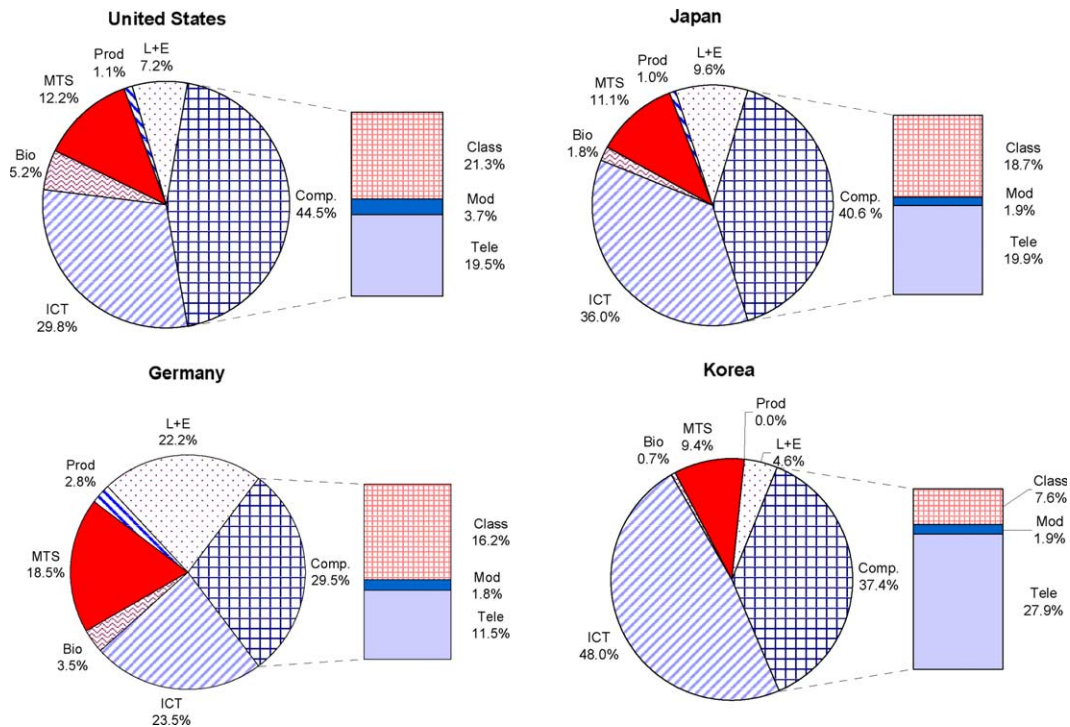 United States
L+E
7.2%
Prod
1.1%
MTS
12.2%
Bio
5.2%
ICT
29.8%
Comp.
44.5%
Class
21.3%
Mod
3.7%
Tele
19.5%
Japan
L+E
9.6%
Prod
1.0%
MTS
11.1%
Bio
1.8%
ICT
36.0%
Comp.
40.6 %
Class
18.7%
Mod
1.9%
Tele
19.9%
Germany
L+E
22.2%
Prod
2.8%
MTS
18.5%
Bio
3.5%
ICT
23.5%
Comp.
29.5%
Class
16.2%
Mod
1.8%
Tele
11.5%
Korea
Prod
0.0%
MTS
9.4%
Bio
0.7%
L+E
4.6%
ICT
48.0%
Comp.
37.4%
Class
7.6%
Mod
1.9%
Tele
27.9%